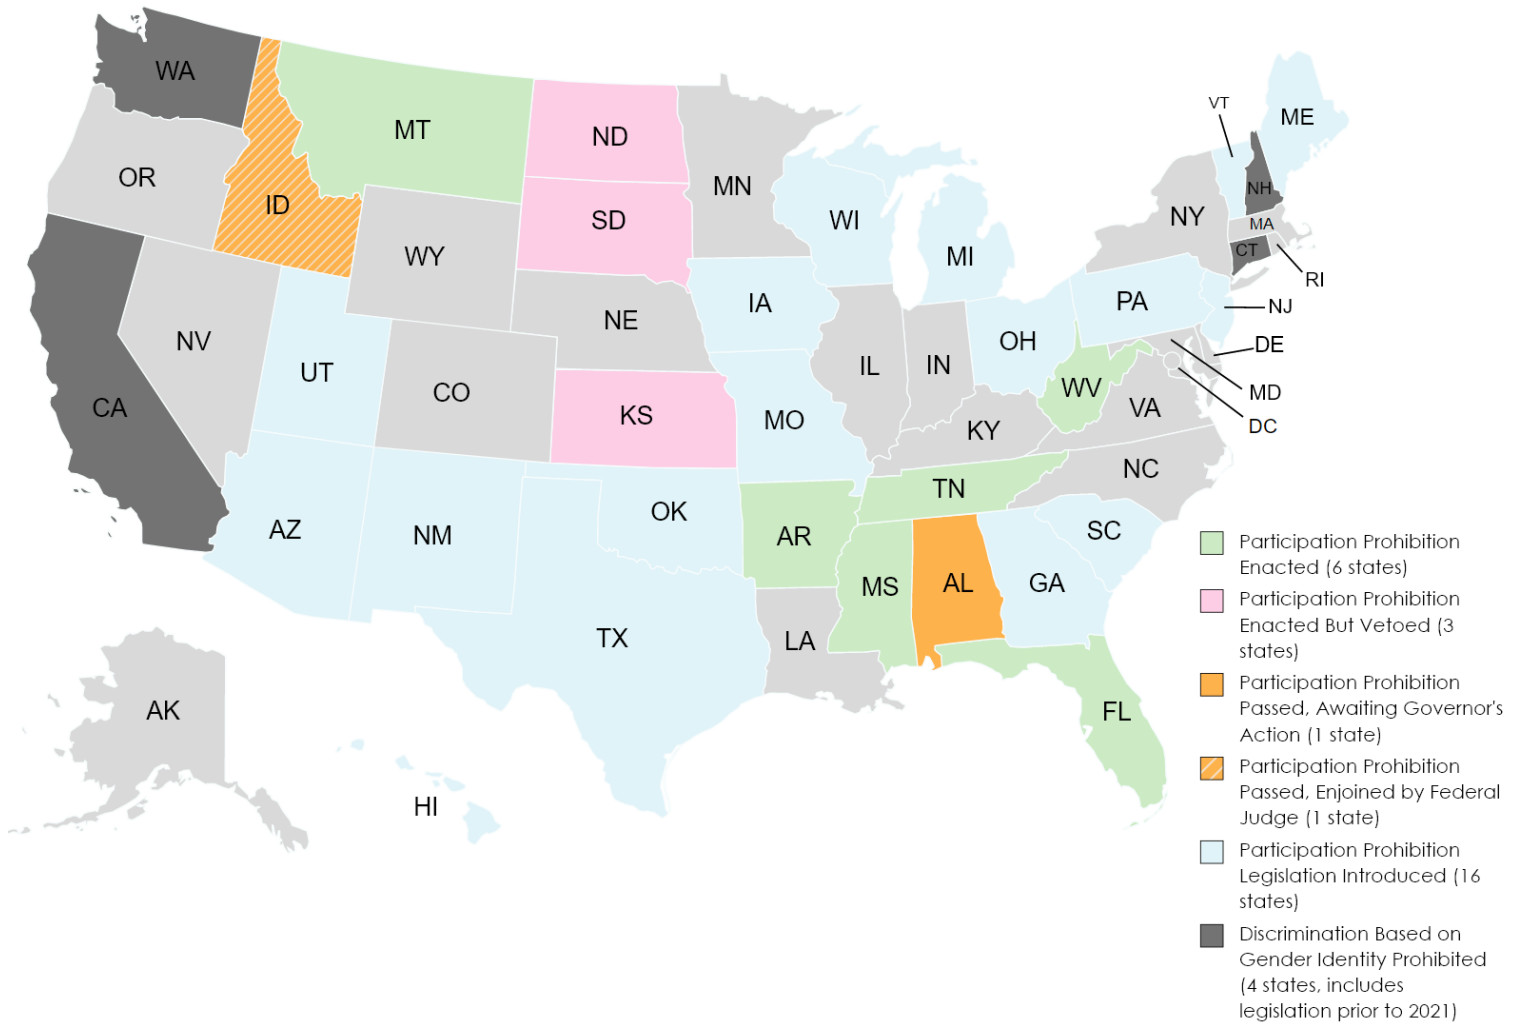 WA
VT
ME
MT
ND
OR
MN
ID
SD
NH
NY
MA
WI
CT
WY
MI
RI
IA
PA
NJ
NE
NV
OH
DE
UT
IL
IN
CO
WV
MD
CA
KS
MO
VA
DC
KY
NC
TN
OK
AZ
NM
AR
SC
MS
AL
GA
TX
LA
AK
FL
HI
Participation Prohibition
Enacted (6 states)
Participation Prohibition
Enacted But Vetoed (3
states)
Participation Prohibition
Passed, Awaiting Governor's
Action (1 state)
Participation Prohibition
Passed, Enjoined by Federal
Judge (1 state)
Participation Prohibition
Legislation Introduced (16
states)
Discrimination Based on
Gender Identity Prohibited
(4 states, includes
legislation prior to 2021)